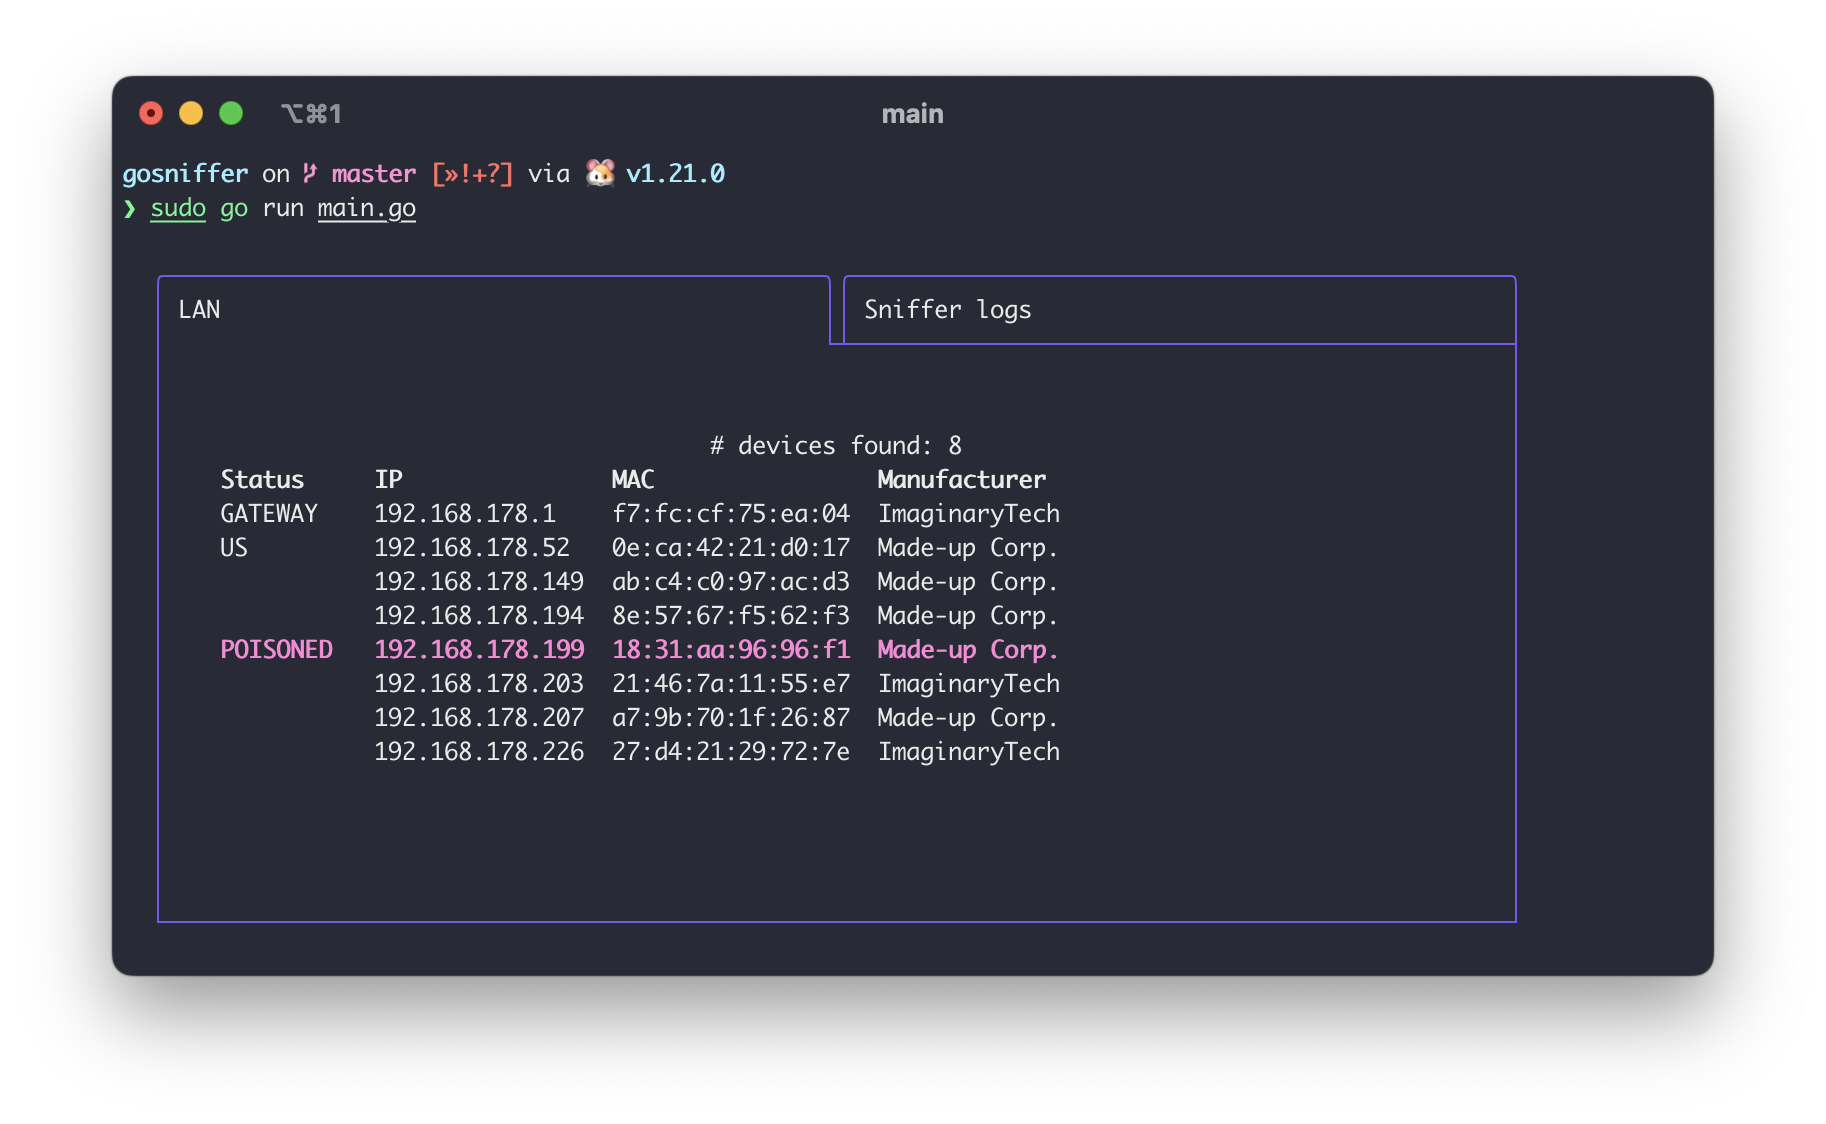 ⌥⌘1 main
gosniffer on master [»!+?] via 🐹 v1.21.0
❯ sudo go run main.go
LAN Sniffer logs
# devices found: 8
Status IP MAC Manufacturer
GATEWAY 192.168.178.1 f7:fc:cf:75:ea:04 ImaginaryTech
US 192.168.178.52 0e:ca:42:21:d0:17 Made-up Corp.
192.168.178.149 ab:c4:c0:97:ac:d3 Made-up Corp.
192.168.178.194 8e:57:67:f5:62:f3 Made-up Corp.
POISONED 192.168.178.199 18:31:aa:96:96:f1 Made-up Corp.
192.168.178.203 21:46:7a:11:55:e7 ImaginaryTech
192.168.178.207 a7:9b:70:1f:26:87 Made-up Corp.
192.168.178.226 27:d4:21:29:72:7e ImaginaryTech